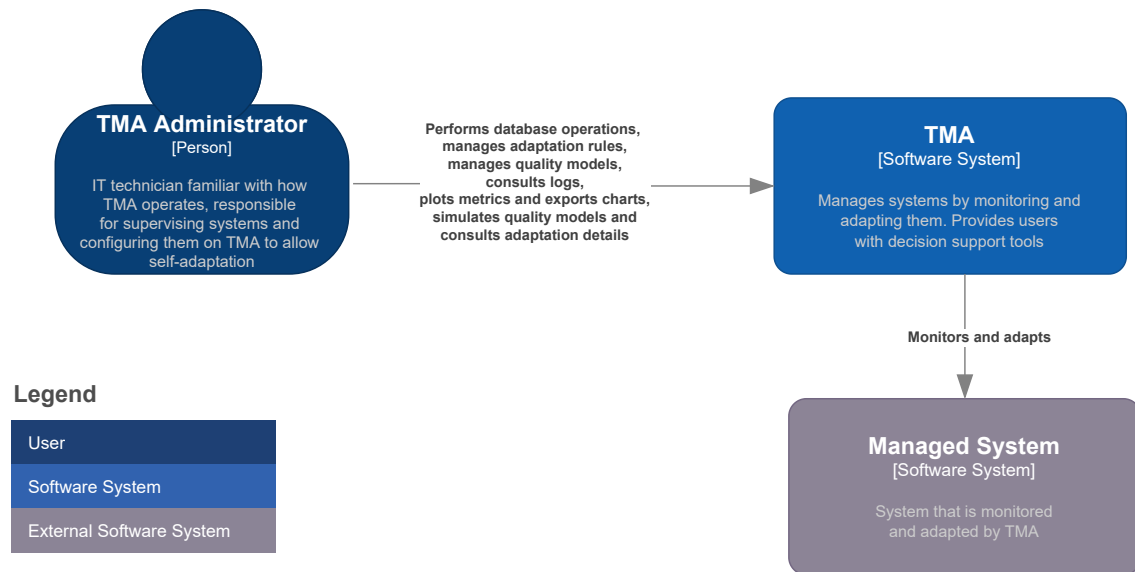 TMA Administrator
[Person]
IT technician familiar with how
TMA operates, responsible
for supervising systems and
configuring them on TMA to allow
self-adaptation
Performs database operations,
manages adaptation rules,
manages quality models,
consults logs,
plots metrics and exports charts,
simulates quality models and
consults adaptation details
TMA
[Software System]
Manages systems by monitoring and
adapting them. Provides users
with decision support tools
Monitors and adapts
Managed System
[Software System]
System that is monitored
and adapted by TMA
Legend
User
Software System
External Software System